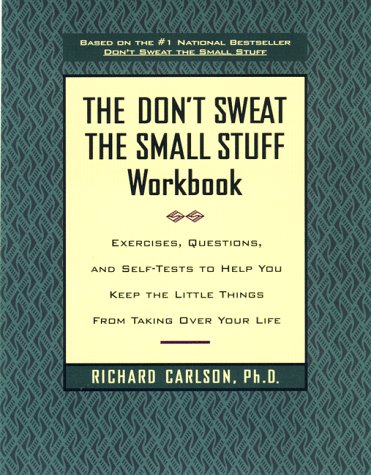 BASED ON THE #1 NATIONAL BESTSELLER
DON'T SWEAT THE SMALL STUFF
THE DON'T SWEAT
THE SMALL STUFF
Workbook
EXERCISES, QUESTIONS,
AND SELF-TESTS TO HELP YOU
KEEP THE LITTLE THINGS
FROM TAKING OVER YOUR LIFE
RICHARD CARLSON, Ph.D.